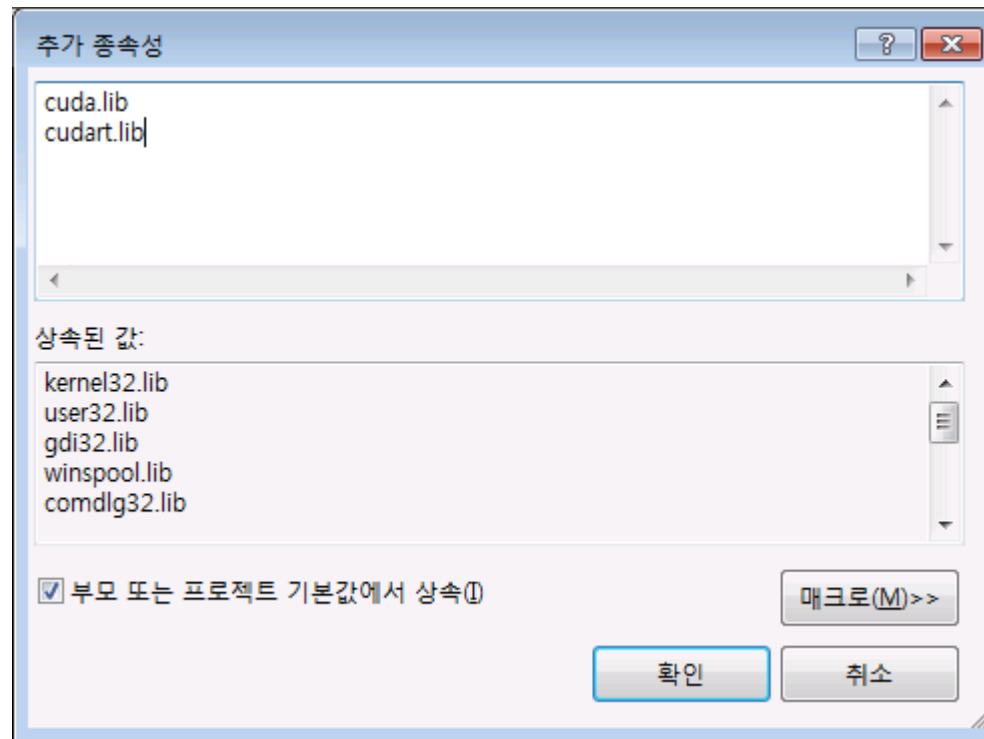 추가 종속성
cuda.lib
cudart.lib
상속된 값:
kernel32.lib
user32.lib
gdi32.lib
winspool.lib
comdlg32.lib
부모 또는 프로젝트 기본값에서 상속(I)
매크로(M)>>
확인
취소